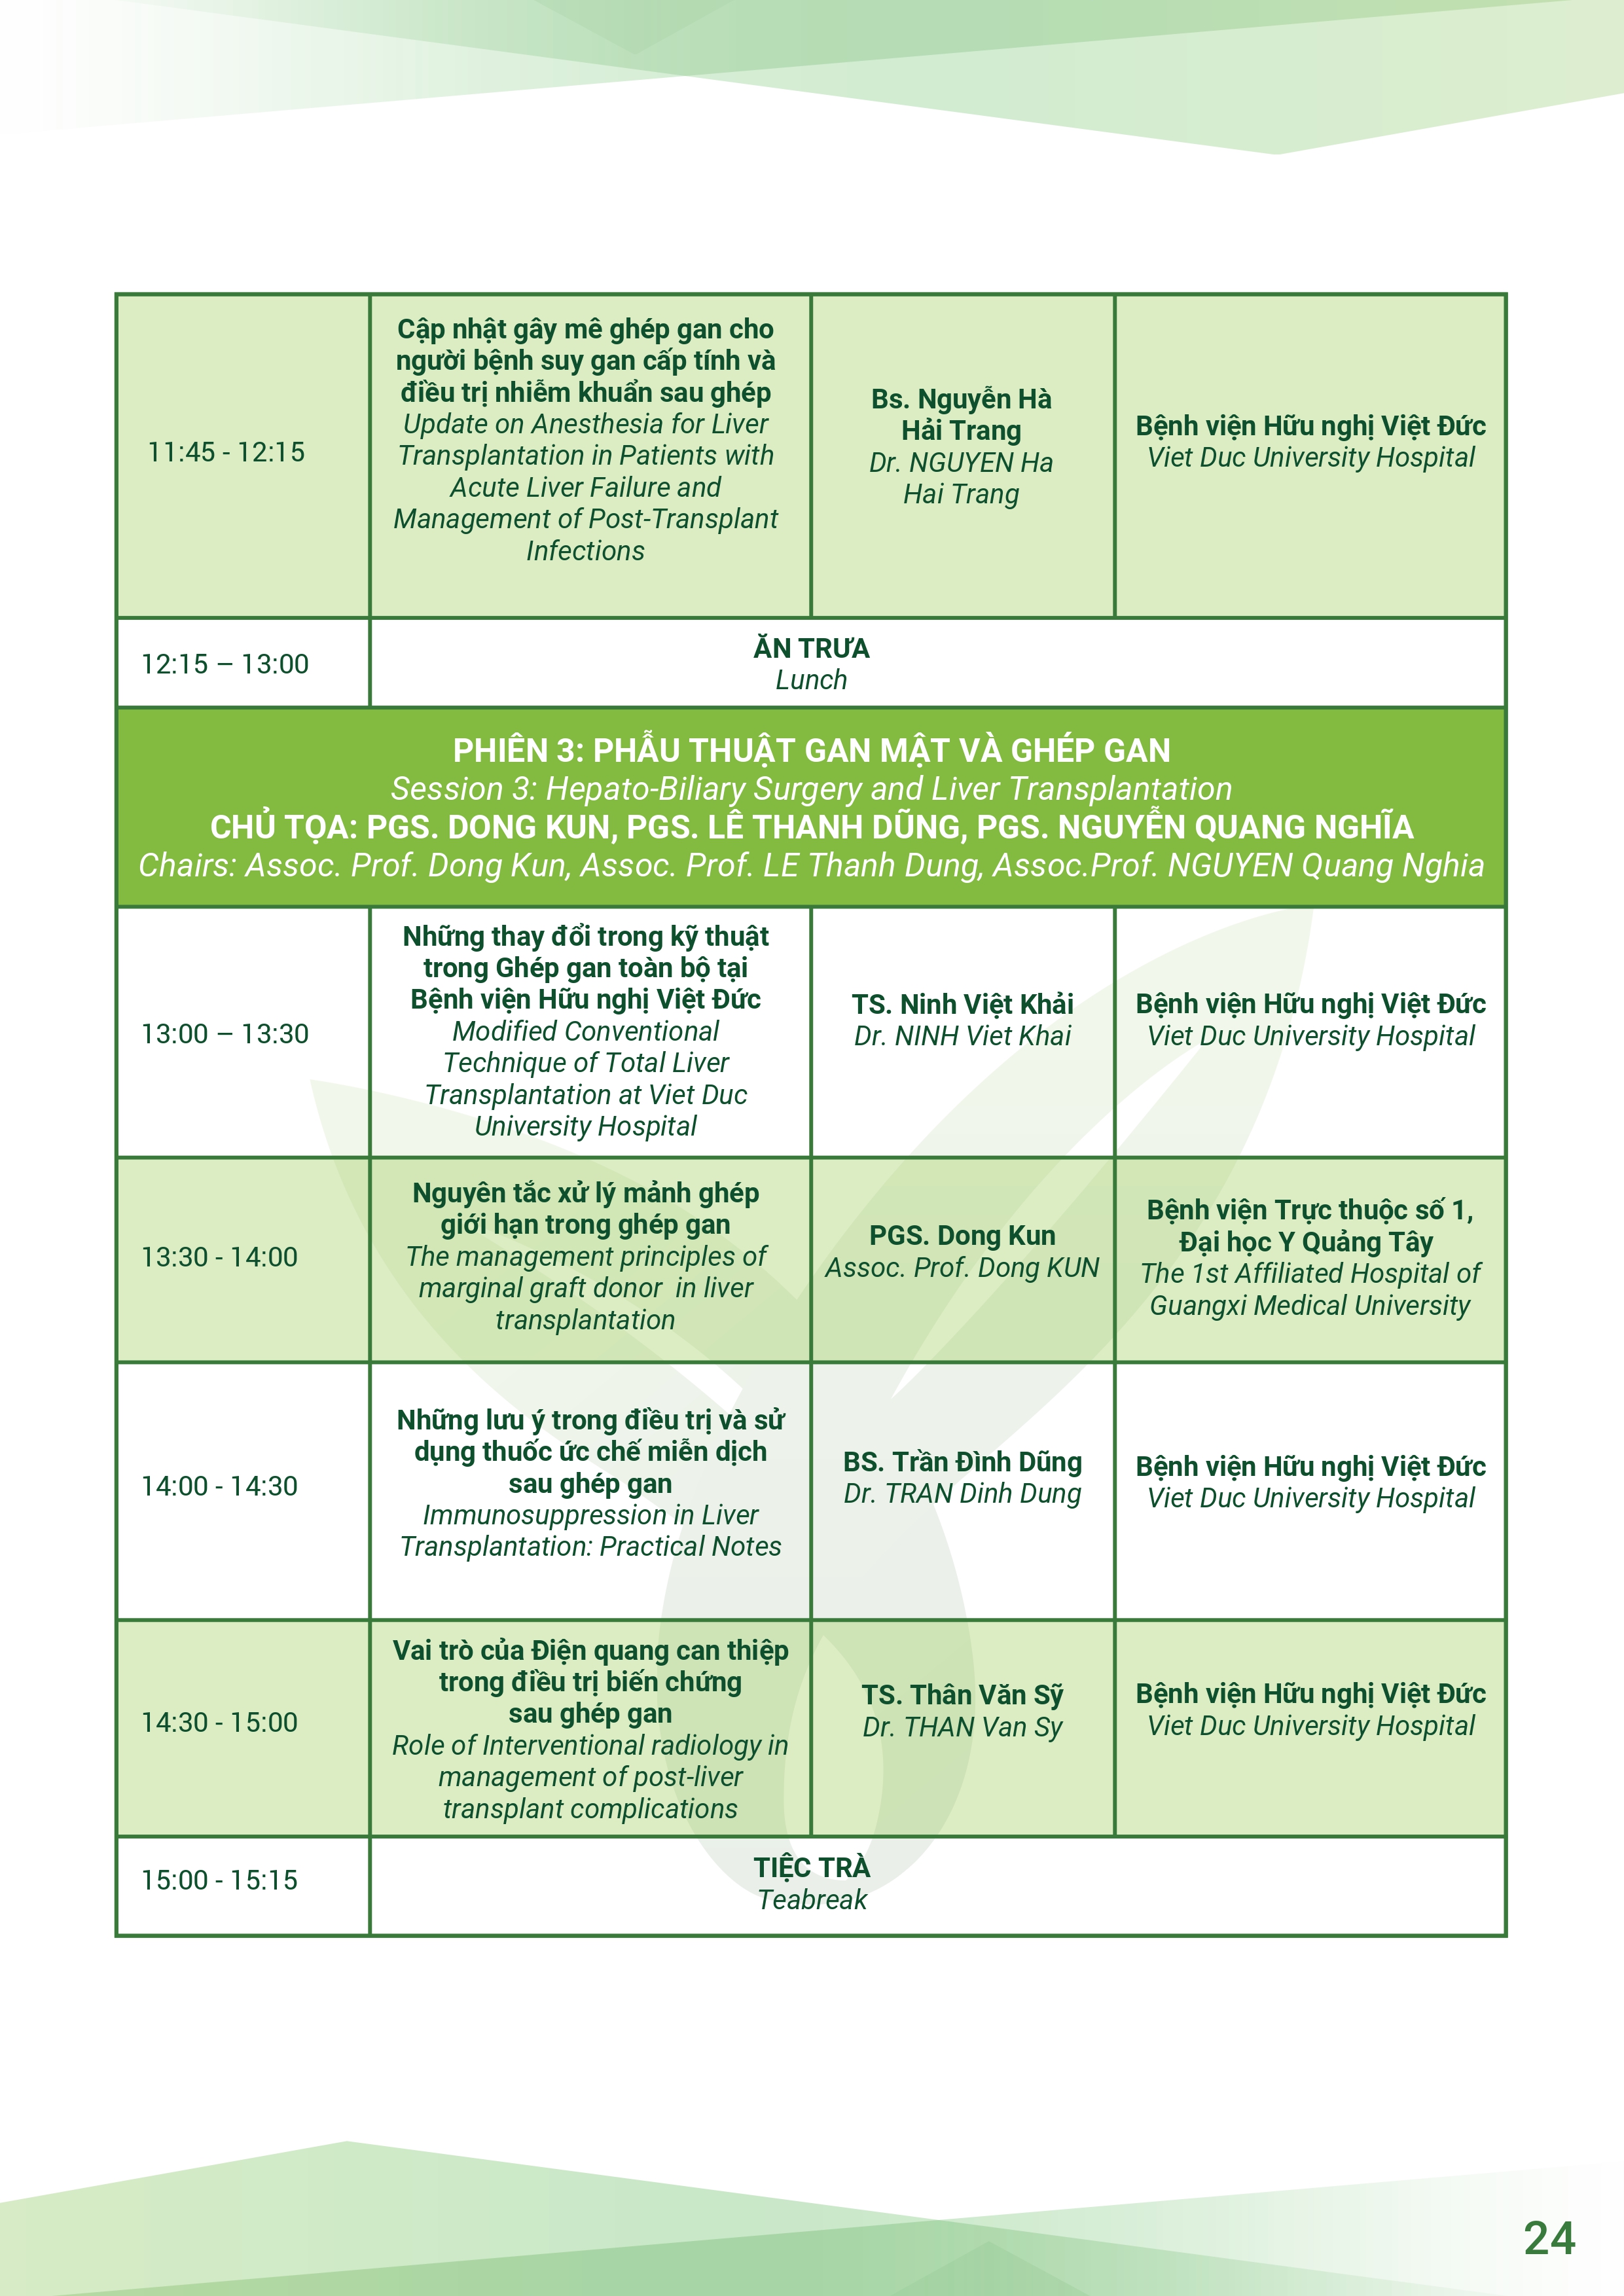 11:45 - 12:15
Cập nhật gây mê ghép gan cho
người bệnh suy gan cấp tính và
điều trị nhiễm khuẩn sau ghép
Update on Anesthesia for Liver
Transplantation in Patients with
Acute Liver Failure and
Management of Post-Transplant
Infections
Bs. Nguyễn Hà
Hải Trang
Dr. NGUYEN Ha
Hai Trang
Bệnh viện Hữu nghị Việt Đức
Viet Duc University Hospital
12:15 – 13:00
ĂN TRƯA
Lunch
PHIÊN 3: PHẪU THUẬT GAN MẬT VÀ GHÉP GAN
Session 3: Hepato-Biliary Surgery and Liver Transplantation
CHỦ TỌA: PGS. DONG KUN, PGS. LÊ THANH DŨNG, PGS. NGUYỄN QUANG NGHĨA
Chairs: Assoc. Prof. Dong Kun, Assoc. Prof. LE Thanh Dung, Assoc.Prof. NGUYEN Quang Nghia
13:00 – 13:30
Những thay đổi trong kỹ thuật
trong Ghép gan toàn bộ tại
Bệnh viện Hữu nghị Việt Đức
Modified Conventional
Technique of Total Liver
Transplantation at Viet Duc
University Hospital
TS. Ninh Việt Khải
Dr. NINH Viet Khai
Bệnh viện Hữu nghị Việt Đức
Viet Duc University Hospital
13:30 - 14:00
Nguyên tắc xử lý mảnh ghép
giới hạn trong ghép gan
The management principles of
marginal graft donor  in liver
transplantation
PGS. Dong Kun
Assoc. Prof. Dong KUN
Bệnh viện Trực thuộc số 1,
Đại học Y Quảng Tây
The 1st Affiliated Hospital of
Guangxi Medical University
14:00 - 14:30
Những lưu ý trong điều trị và sử
dụng thuốc ức chế miễn dịch
sau ghép gan
Immunosuppression in Liver
Transplantation: Practical Notes
BS. Trần Đình Dũng
Dr. TRAN Dinh Dung
Bệnh viện Hữu nghị Việt Đức
Viet Duc University Hospital
14:30 - 15:00
Vai trò của Điện quang can thiệp
trong điều trị biến chứng
sau ghép gan
Role of Interventional radiology in
management of post-liver
transplant complications
TS. Thân Văn Sỹ
Dr. THAN Van Sy
Bệnh viện Hữu nghị Việt Đức
Viet Duc University Hospital
15:00 - 15:15
TIỆC TRÀ
Teabreak
24